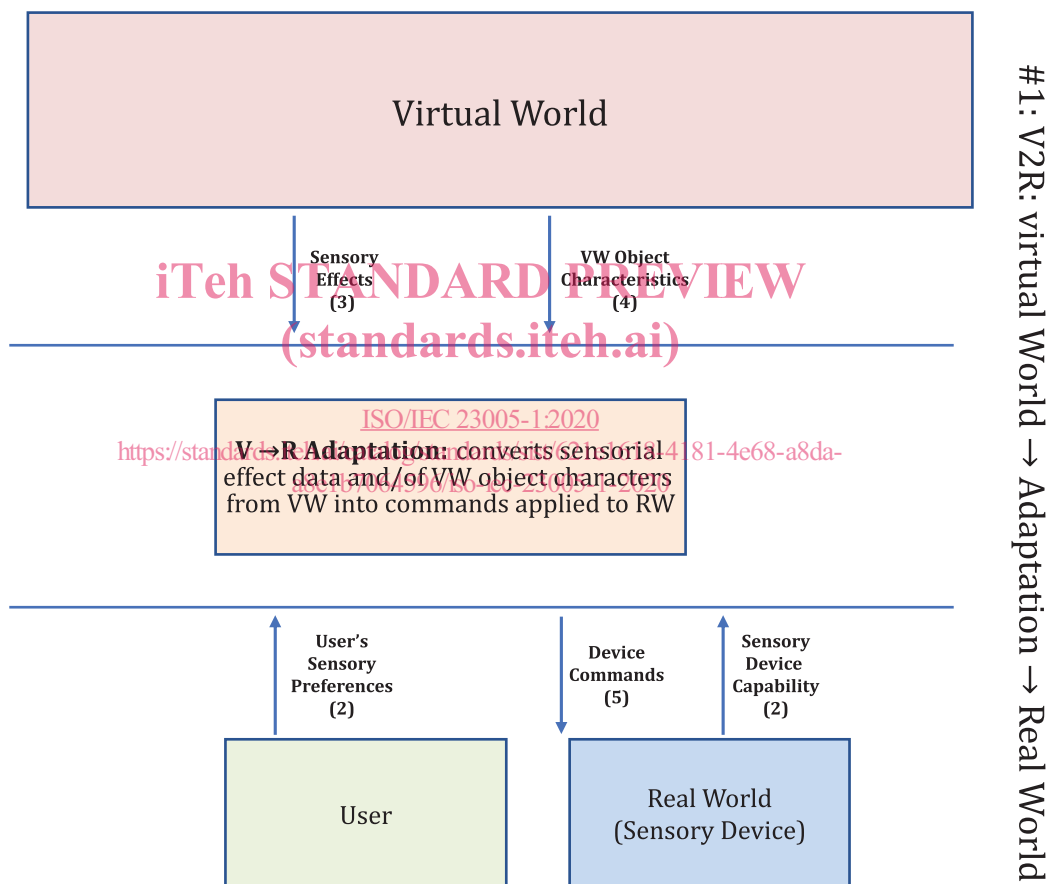 Virtual World
Sensory
Effects
(3)
VW Object
Characteristics
(4)
iTeh STANDARD PREVIEW
(standards.iteh.ai)
ISO/IEC 23005-1:2020
V →R Adaptation: converts sensorial
effect data and/of VW object characters
from VW into commands applied to RW
User's
Sensory
Preferences
(2)
Device
Commands
(5)
Sensory
Device
Capability
(2)
User
Real World
(Sensory Device)
#1: V2R: virtual World → Adaptation → Real World